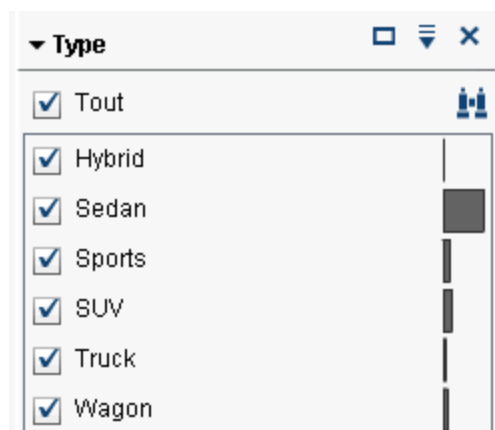 Type
Tout
Hybrid
Sedan
Sports
SUV
Truck
Wagon